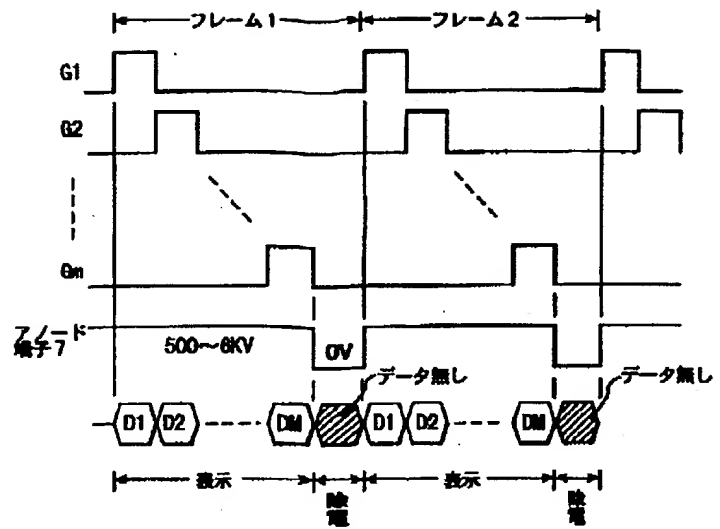 フレーム1 フレーム2
G1
G2
Gm
アノード
端子7
500～6KV 0V
データ無し データ無し
D1 D2 DM D1 D2 DM
表示 除電 表示 除電